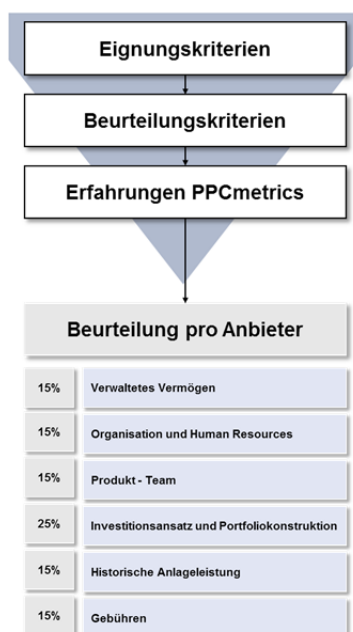 Eignungskriterien
Beurteilungskriterien
Erfahrungen PPCmetrics
Beurteilung pro Anbieter
15% Verwaltetes Vermögen
15% Organisation und Human Resources
15% Produkt - Team
25% Investitionsansatz und Portfoliokonstruktion
15% Historische Anlageleistung
15% Gebühren